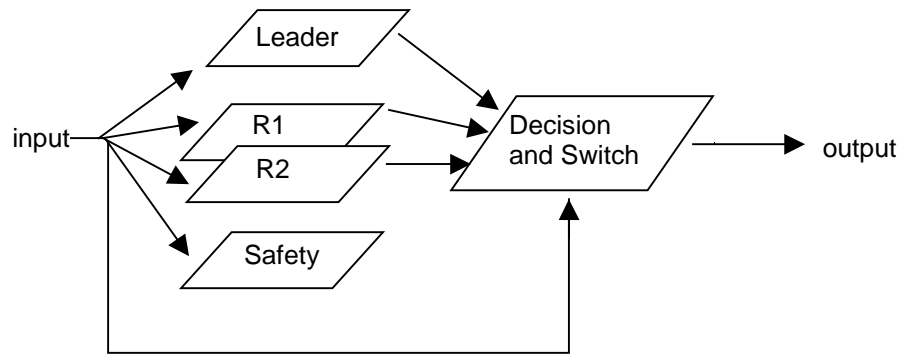 Leader
input
R1
R2
Safety
Decision
and Switch
output